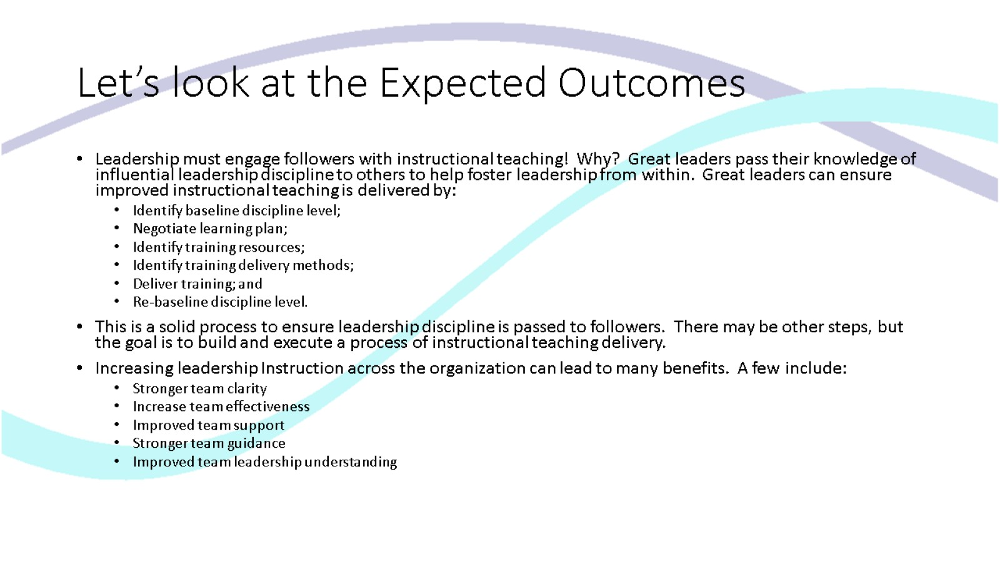 Let’s look at the Expected Outcomes
• Leadership must engage followers with instructional teaching!  Why?  Great leaders pass their knowledge of
influential leadership discipline to others to help foster leadership from within.  Great leaders can ensure
improved instructional teaching is delivered by:
• Identify baseline discipline level;
• Negotiate learning plan;
• Identify training resources;
• Identify training delivery methods;
• Deliver training; and
• Re-baseline discipline level.
• This is a solid process to ensure leadership discipline is passed to followers.  There may be other steps, but
the goal is to build and execute a process of instructional teaching delivery.
• Increasing leadership Instruction across the organization can lead to many benefits.  A few include:
• Stronger team clarity
• Increase team effectiveness
• Improved team support
• Stronger team guidance
• Improved team leadership understanding